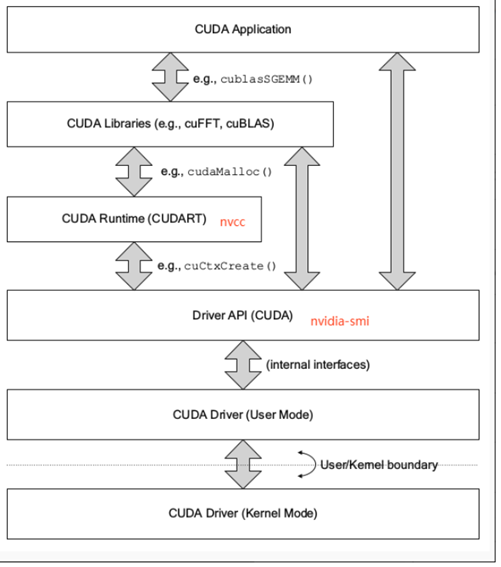 CUDA Application
e.g., cublasSGEMM()
CUDA Libraries (e.g., cuFFT, cuBLAS)
e.g., cudaMalloc()
CUDA Runtime (CUDART) nvcc
e.g., cuCtxCreate()
Driver API (CUDA) nvidia-smi
(internal interfaces)
CUDA Driver (User Mode)
User/Kernel boundary
CUDA Driver (Kernel Mode)